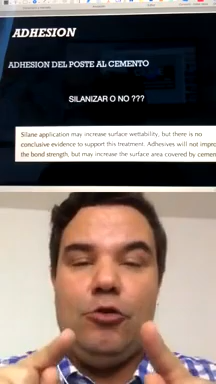 ADHESION
ADHESION DEL POSTE AL CEMENTO
SILANIZAR O NO ???
Silane application may increase surface wettability, but there is no
conclusive evidence to support this treatment. Adhesives will not impro
the bond strength, but may increase the surface area covered by cemen